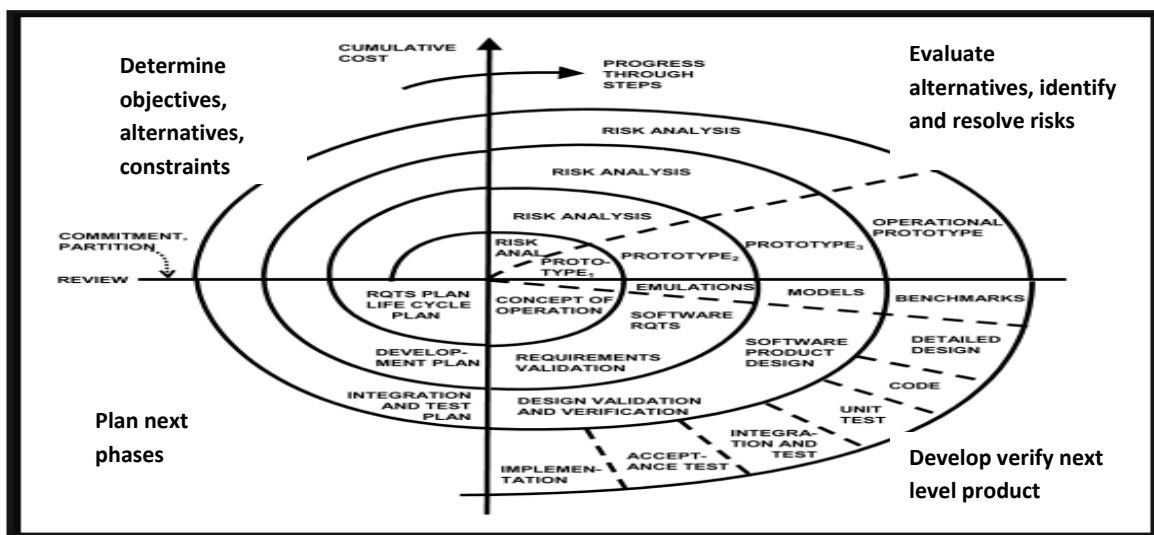 Determine
objectives,
alternatives,
constraints
CUMULATIVE
COST
PROGRESS
THROUGH
STEPS
Evaluate
alternatives, identify
and resolve risks
RISK ANALYSIS
RISK ANALYSIS
RISK ANALYSIS
RISK
ANAL.
PROTO-
TYPE1
PROTOTYPE2
PROTOTYPE3
OPERATIONAL
PROTOTYPE
COMMITMENT,
PARTITION
REVIEW
RQTS PLAN
LIFE CYCLE
PLAN
CONCEPT OF
OPERATION
EMULATIONS
MODELS
BENCHMARKS
SOFTWARE
RQTS
SOFTWARE
PRODUCT
DESIGN
DETAILED
DESIGN
DEVELOP-
MENT PLAN
REQUIREMENTS
VALIDATION
CODE
INTEGRATION
AND TEST
PLAN
DESIGN VALIDATION
AND VERIFICATION
UNIT
TEST
INTEGRA-
TION AND
TEST
ACCEPT-
ANCE TEST
IMPLEMEN-
TATION
Plan next
phases
Develop verify next
level product